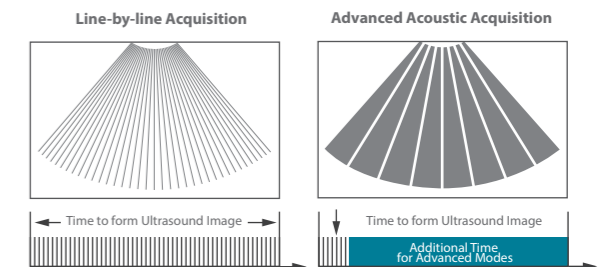 Line-by-line Acquisition
Advanced Acoustic Acquisition
Time to form Ultrasound Image
Time to form Ultrasound Image
Additional Time
for Advanced Modes